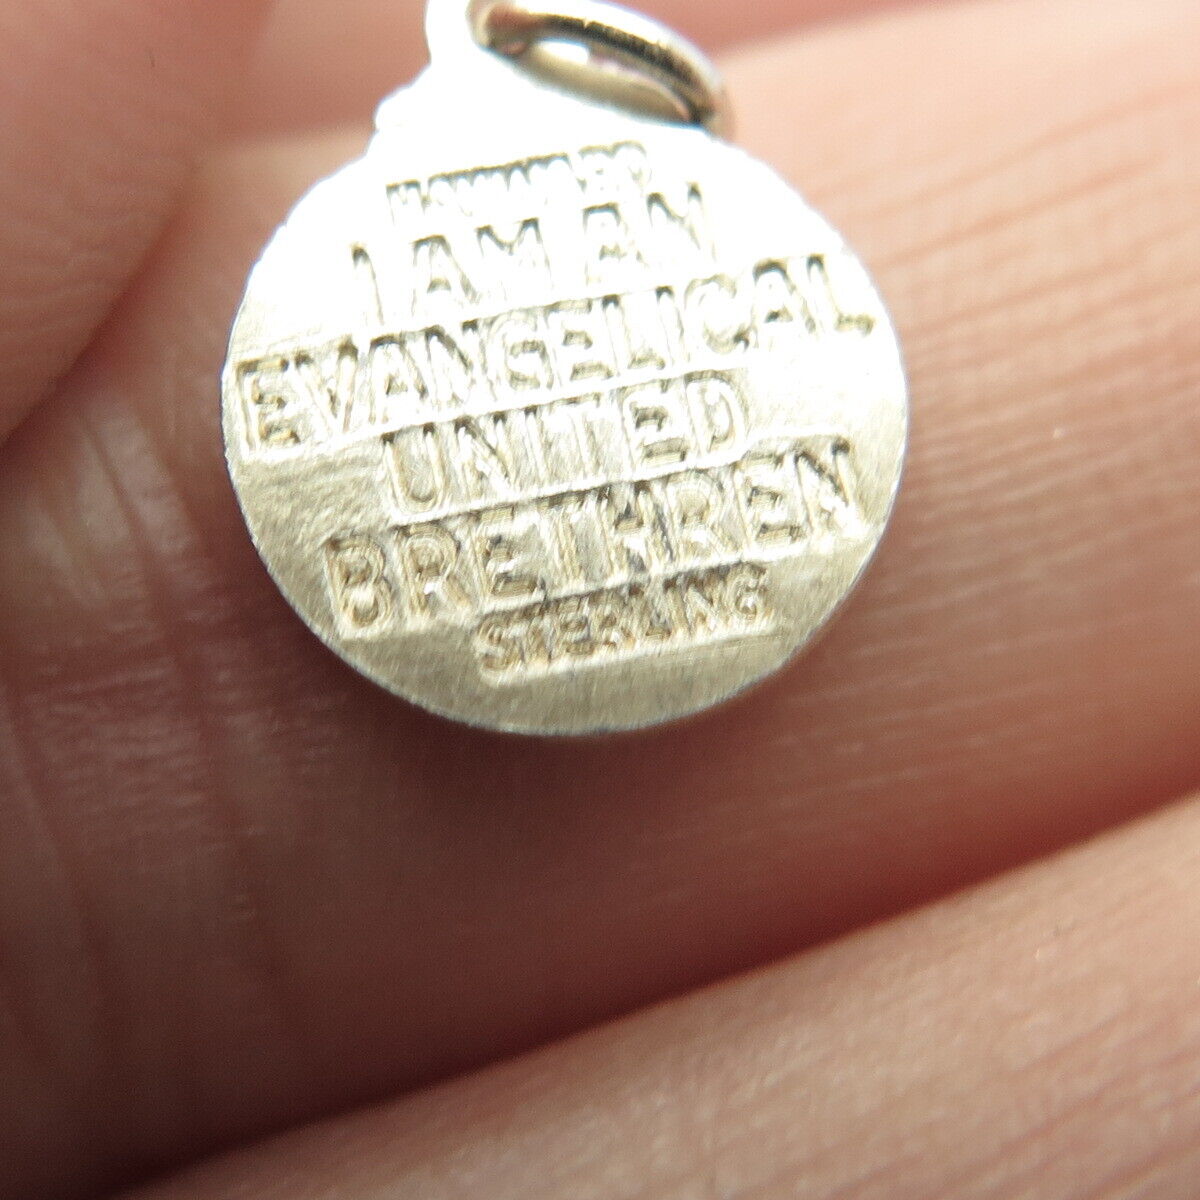 I AM AN
EVANGELICAL
UNITED
BRETHREN
STERLING